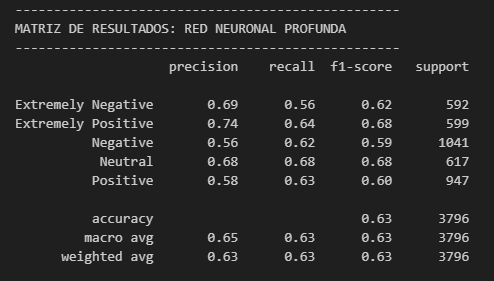 --------------------------------------------------
MATRIZ DE RESULTADOS: RED NEURONAL PROFUNDA
--------------------------------------------------
precision recall f1-score support
Extremely Negative 0.69 0.56 0.62 592
Extremely Positive 0.74 0.64 0.68 599
Negative 0.56 0.62 0.59 1041
Neutral 0.68 0.68 0.68 617
Positive 0.58 0.63 0.60 947
accuracy 0.63 3796
macro avg 0.65 0.63 0.63 3796
weighted avg 0.63 0.63 0.63 3796